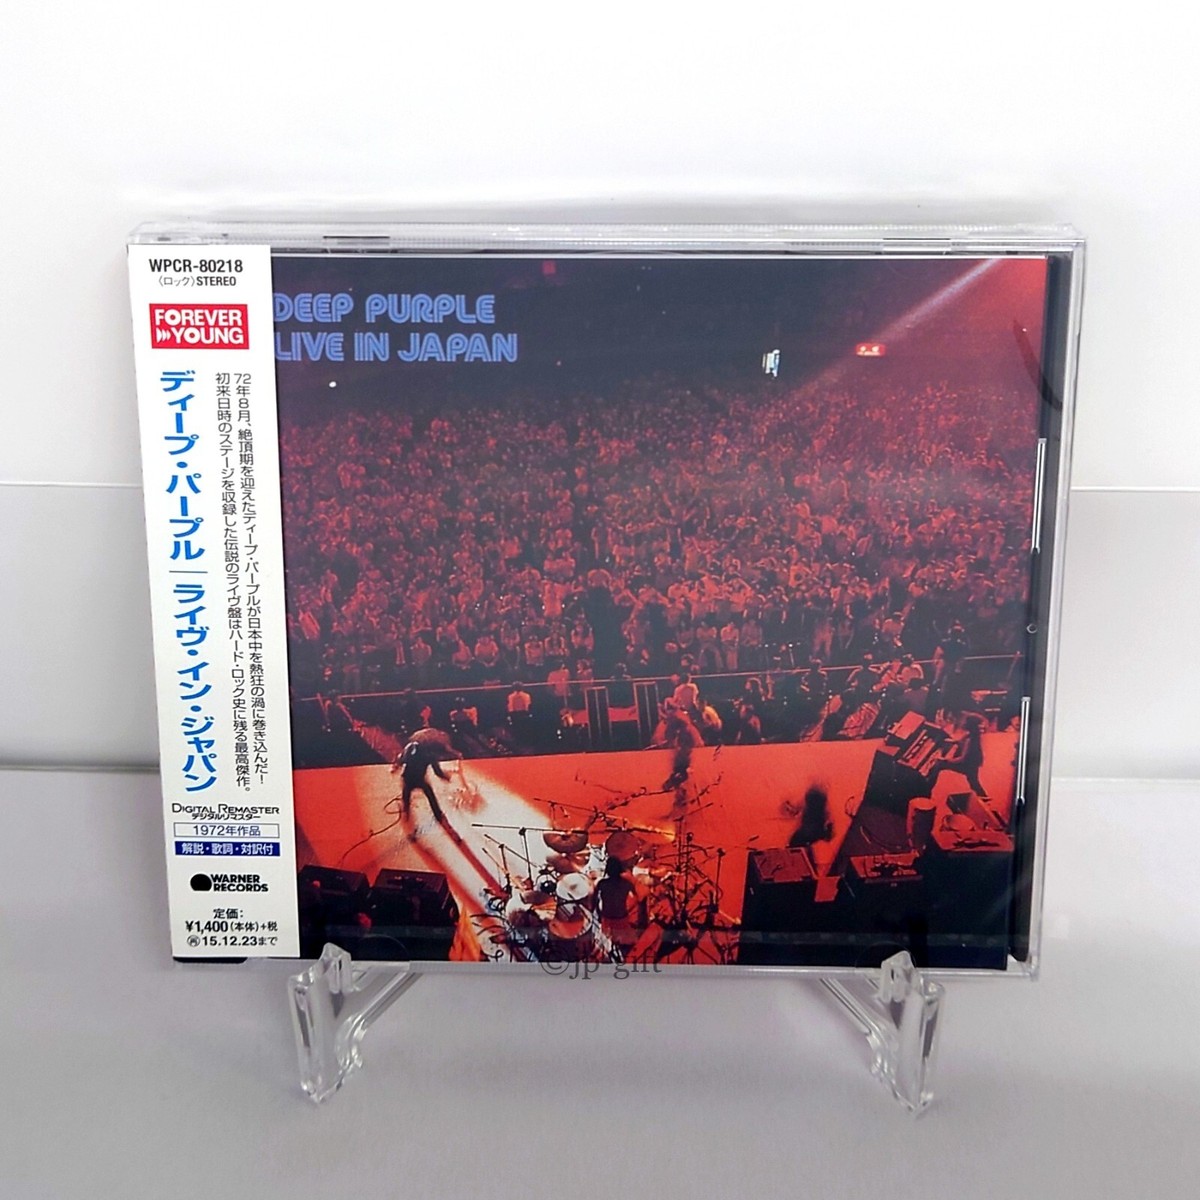 WPCR-80218
〈ロック〉STEREO
FOREVER
YOUNG
ディープ・パープル｜ライヴ・イン・ジャパン
72年8月、絶頂期を迎えたディープ・パープルが日本中を熱狂の渦に巻き込んだ！
初来日時のステージを収録した伝説のライヴ盤はハード・ロック史に残る最高傑作。
DIGITAL REMASTER
デジタルリマスター
1972年作品
解説・歌詞・対訳付
WARNER
RECORDS
定価：
¥1,400(本体)+税
㋐15.12.23まで
DEEP PURPLE
LIVE IN JAPAN
©jp gift